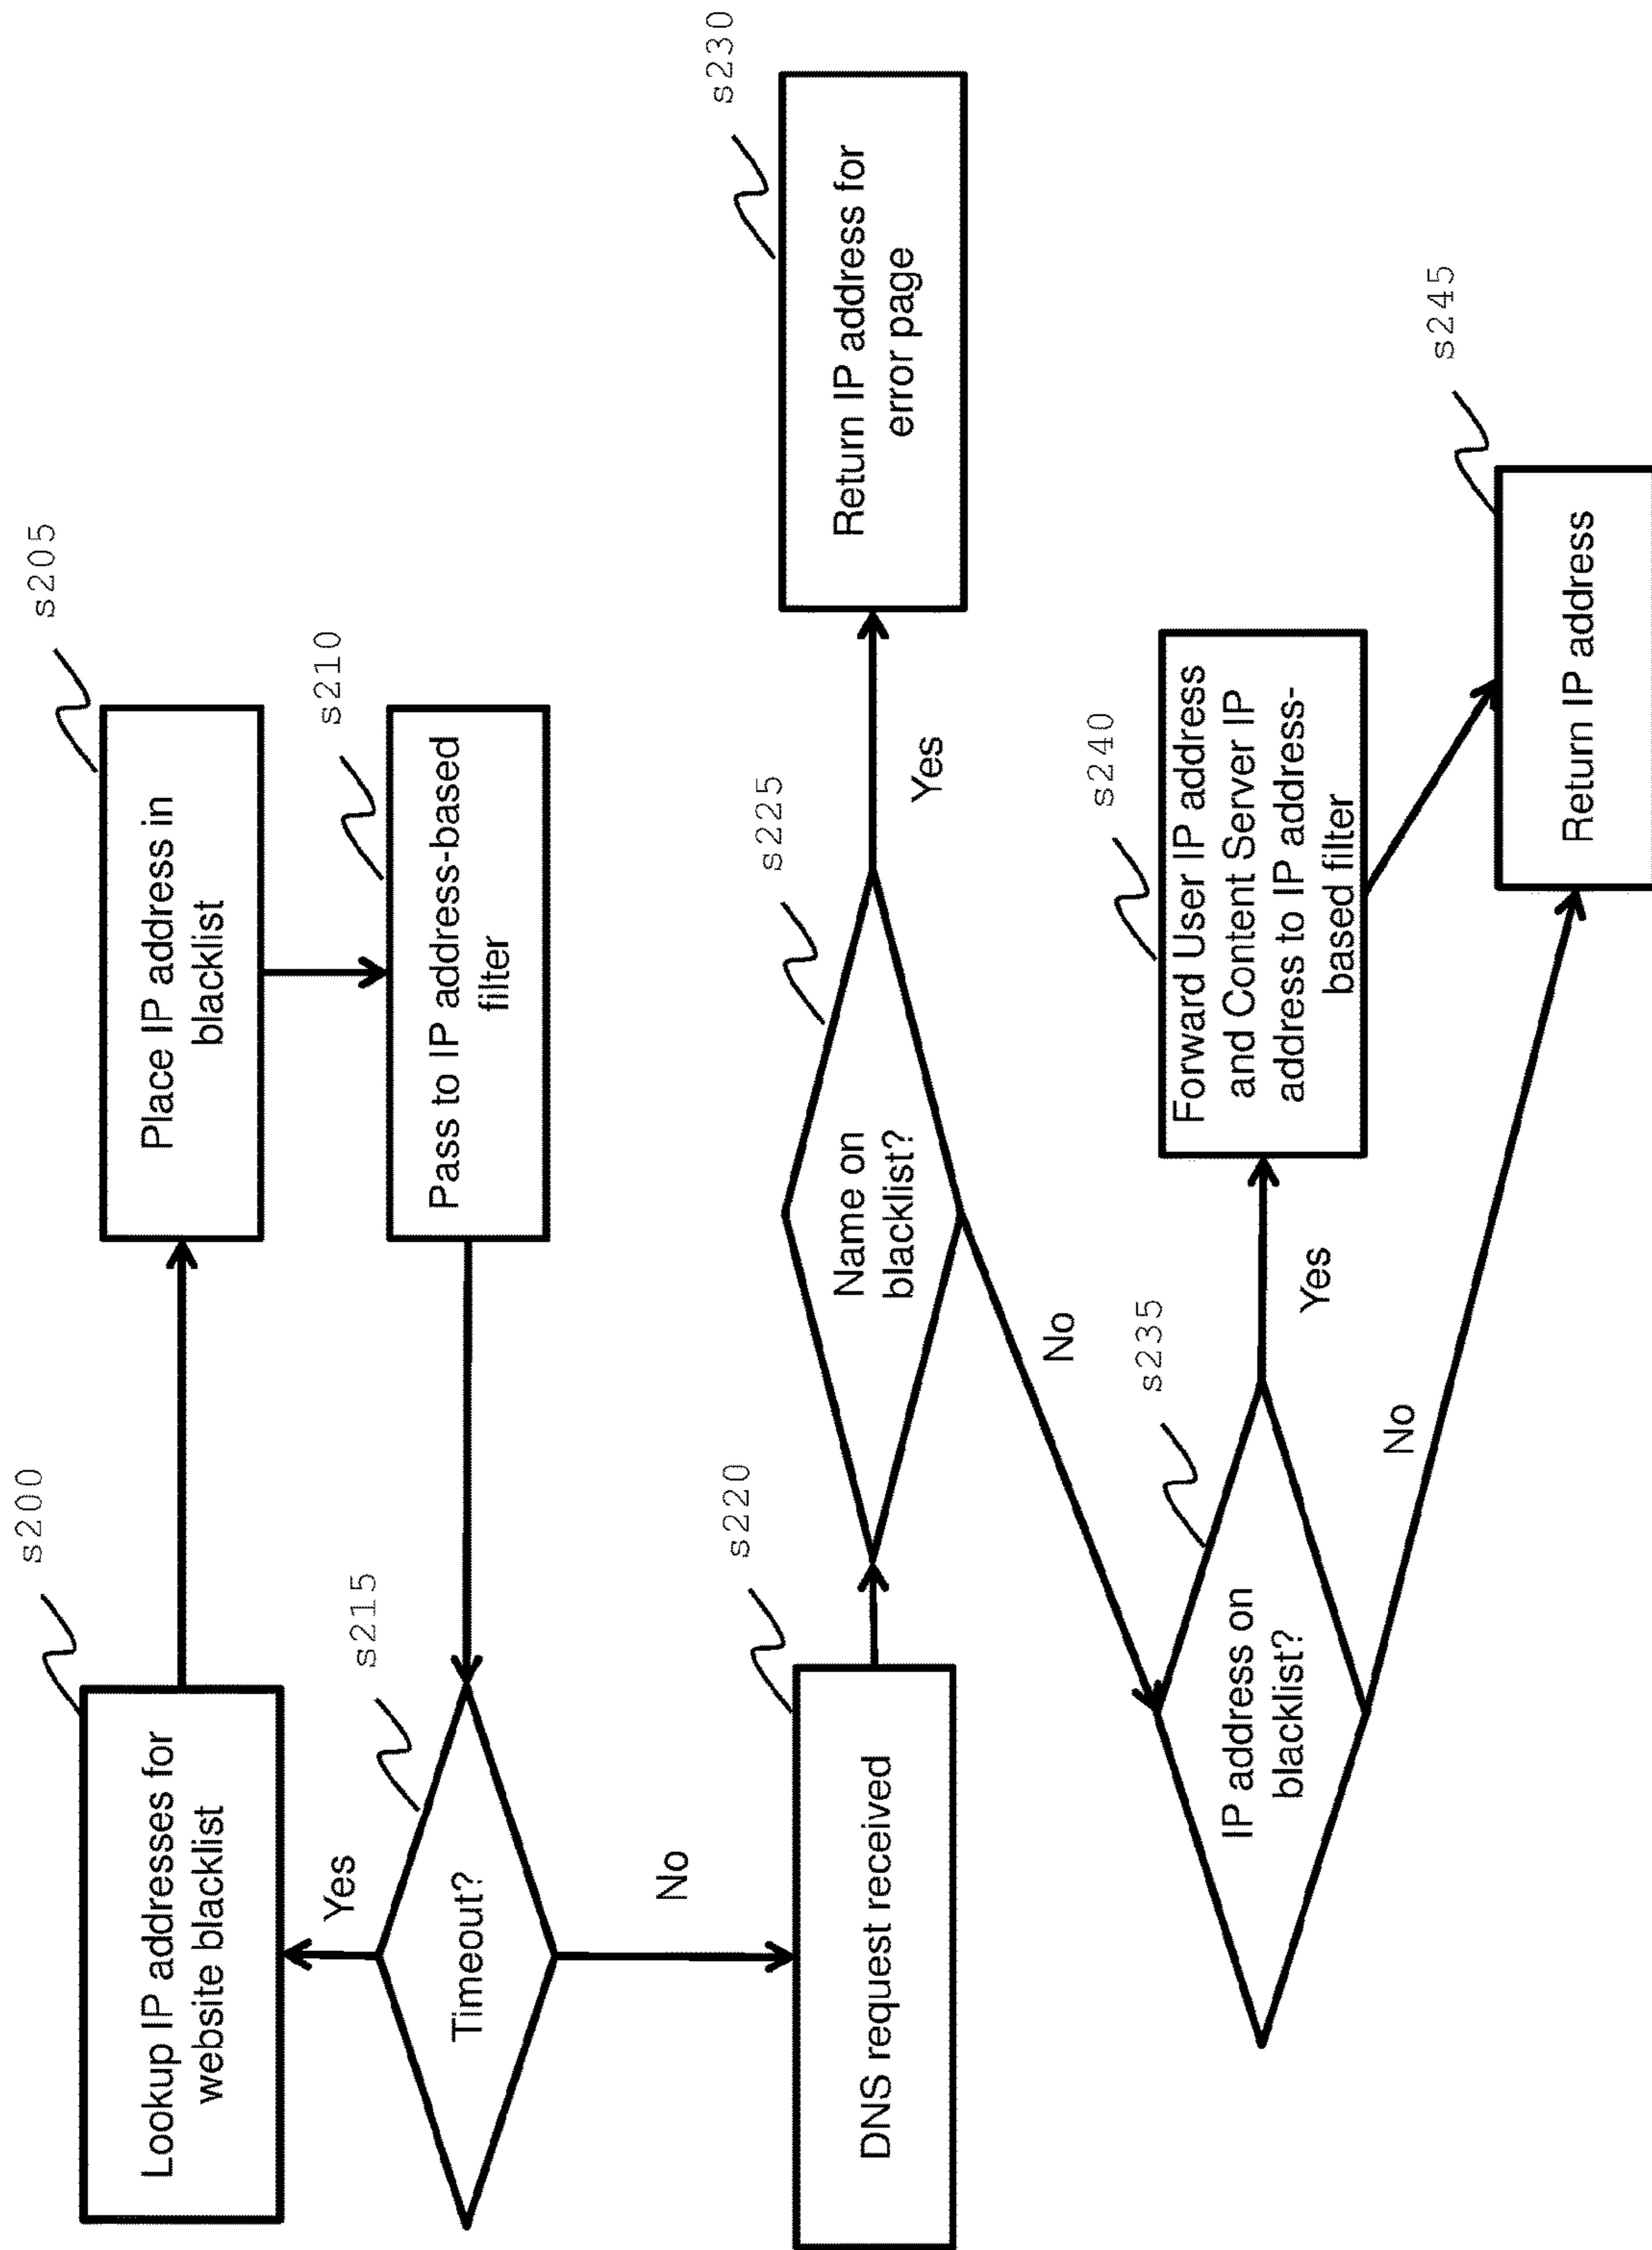 s200
Lookup IP addresses for
website blacklist
s205
Place IP address in
blacklist
s210
Pass to IP address-based
filter
s215
Timeout?
Yes
No
s220
DNS request received
s225
Name on
blacklist?
Yes
No
s230
Return IP address for
error page
s235
IP address on
blacklist?
Yes
No
s240
Forward User IP address
and Content Server IP
address to IP address-
based filter
s245
Return IP address